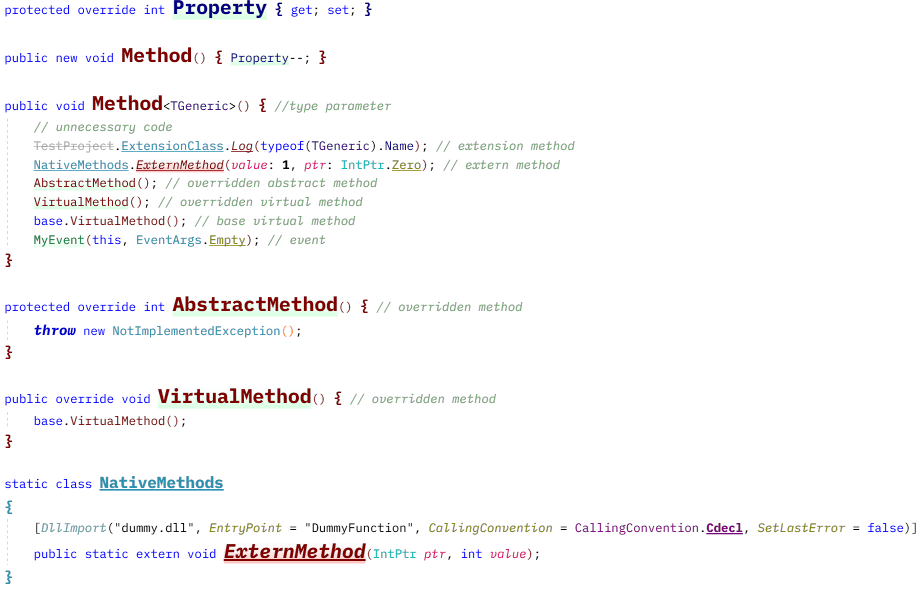 protected override int Property { get; set; }
public new void Method() { Property--; }
public void Method<TGeneric>() { //type parameter
// unnecessary code
TestProject.ExtensionClass.Log(typeof(TGeneric).Name); // extension method
NativeMethods.ExternMethod(value: 1, ptr: IntPtr.Zero); // extern method
AbstractMethod(); // overridden abstract method
VirtualMethod(); // overridden virtual method
base.VirtualMethod(); // base virtual method
MyEvent(this, EventArgs.Empty); // event
}
protected override int AbstractMethod() { // overridden method
throw new NotImplementedException();
}
public override void VirtualMethod() { // overridden method
base.VirtualMethod();
}
static class NativeMethods
{
[DllImport("dummy.dll", EntryPoint = "DummyFunction", CallingConvention = CallingConvention.Cdecl, SetLastError = false)]
public static extern void ExternMethod(IntPtr ptr, int value);
}